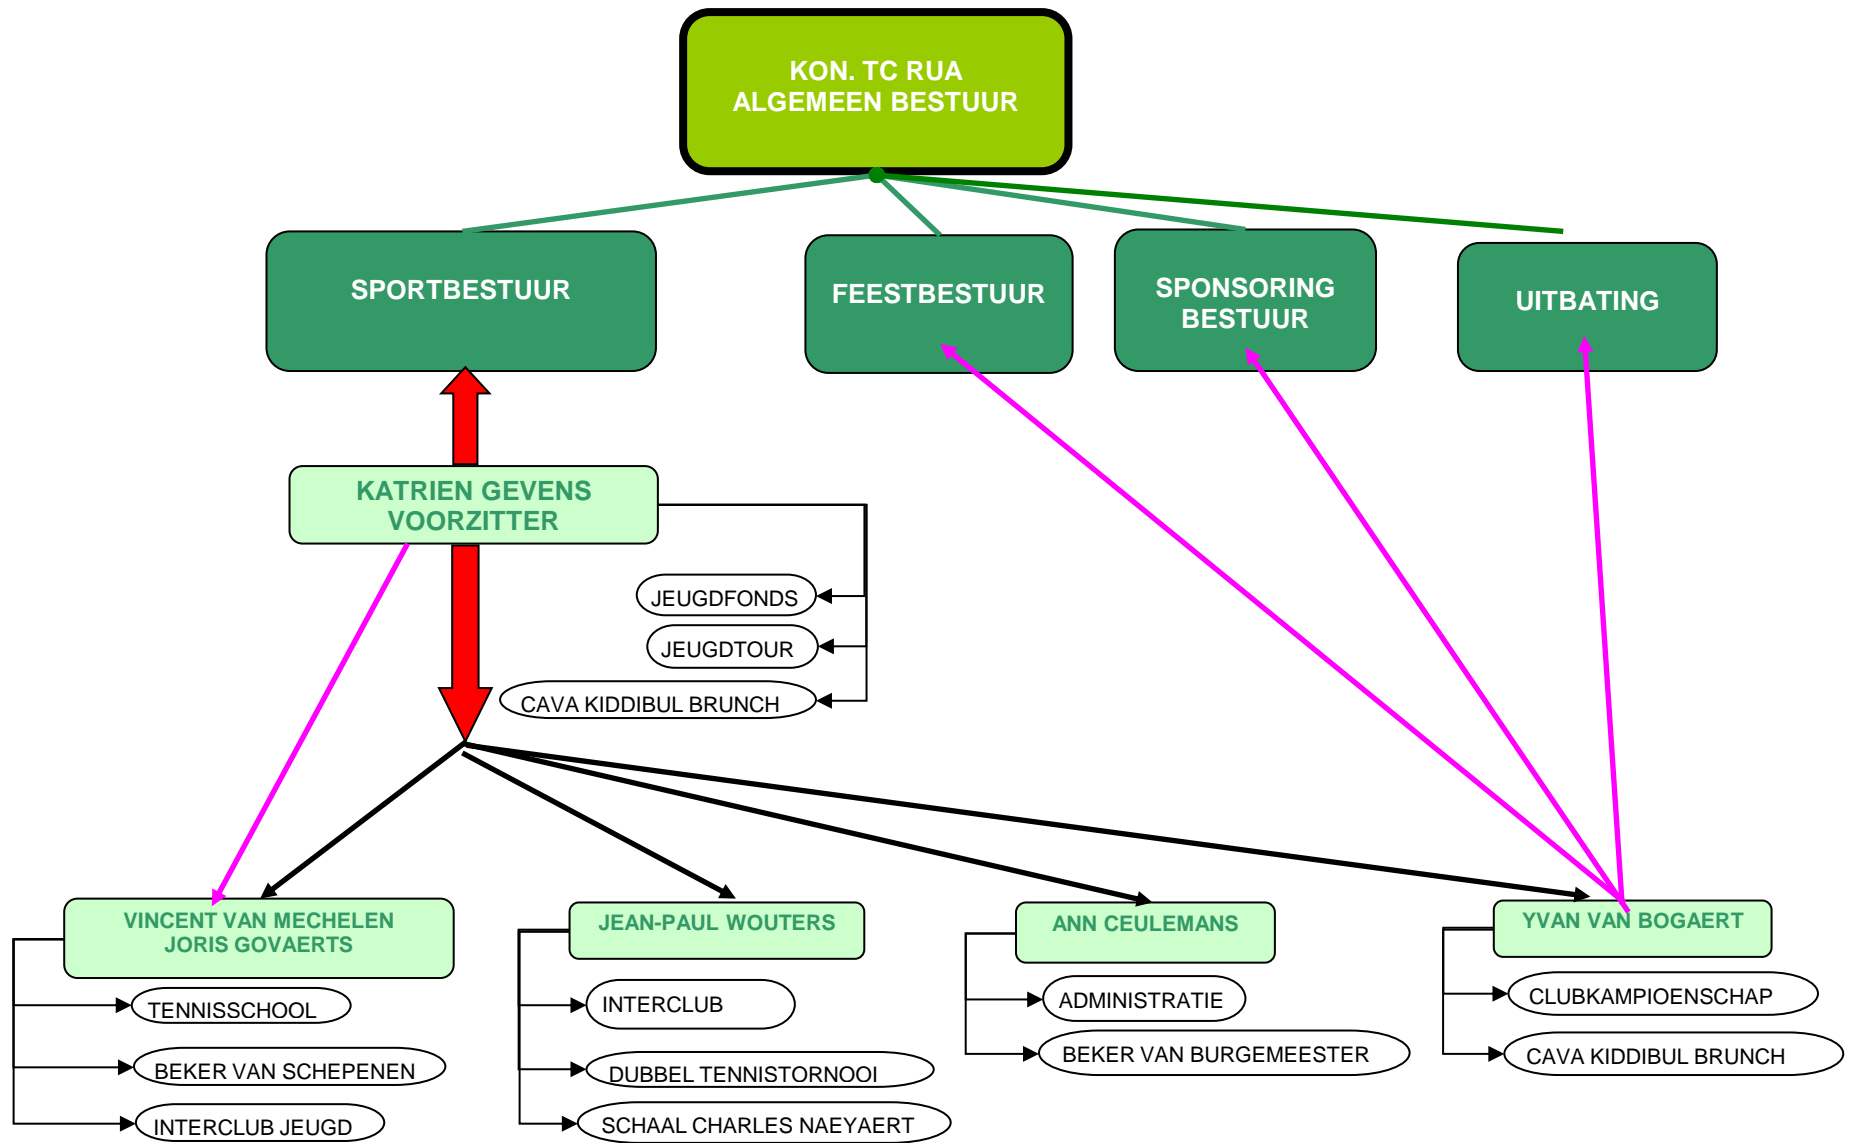 KON. TC RUA
ALGEMEEN BESTUUR
SPORTBESTUUR
FEESTBESTUUR
SPONSORING
BESTUUR
UITBATING
KATRIEN GEVENS
VOORZITTER
JEUGDFONDS
JEUGDTOUR
CAVA KIDDIBUL BRUNCH
VINCENT VAN MECHELEN
JORIS GOVAERTS
TENNISSCHOOL
BEKER VAN SCHEPENEN
INTERCLUB JEUGD
JEAN-PAUL WOUTERS
INTERCLUB
DUBBEL TENNISTORNOOI
SCHAAL CHARLES NAEYAERT
ANN CEULEMANS
ADMINISTRATIE
BEKER VAN BURGEMEESTER
YVAN VAN BOGAERT
CLUBKAMPIOENSCHAP
CAVA KIDDIBUL BRUNCH